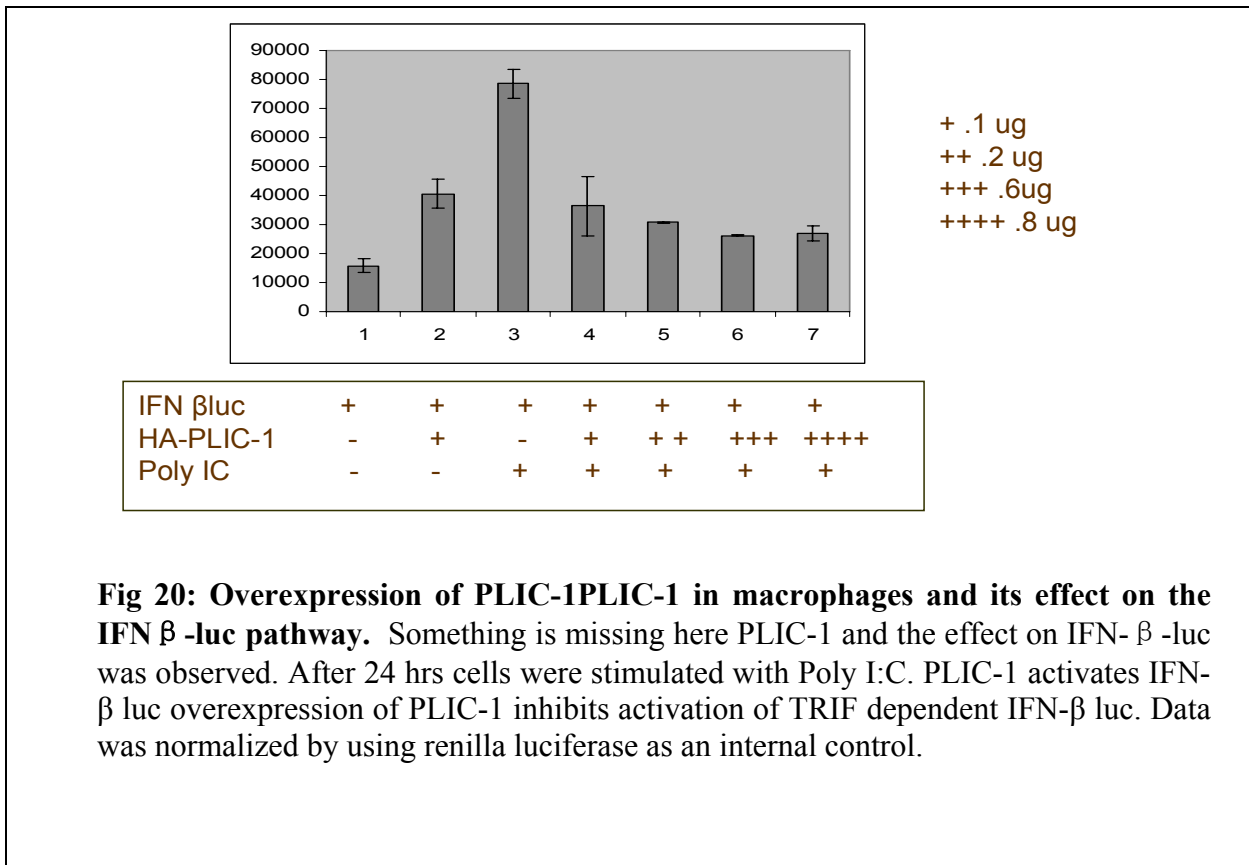 90000
80000
70000
60000
50000
40000
30000
20000
10000
0
1 2 3 4 5 6 7
+ .1 ug
++ .2 ug
+++ .6ug
++++ .8 ug
IFN βluc + + + + + + +
HA-PLIC-1 - + - + + + +++ ++++
Poly IC - - + + + + +
Fig 20: Overexpression of PLIC-1PLIC-1 in macrophages and its effect on the
IFN β -luc pathway. Something is missing here PLIC-1 and the effect on IFN- β -luc
was observed. After 24 hrs cells were stimulated with Poly I:C. PLIC-1 activates IFN-
β luc overexpression of PLIC-1 inhibits activation of TRIF dependent IFN-β luc. Data
was normalized by using renilla luciferase as an internal control.